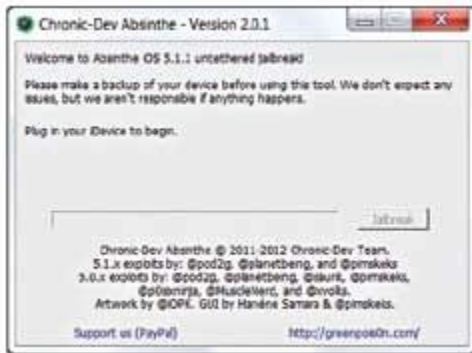 Chronic-Dev Absinthe - Version 2.0.1
Welcome to Absinthe iOS 5.1.1 untethered jailbreak!
Please make a backup of your device before using this tool. We don't expect any
issues, but we aren't responsible if anything happens.
Plug in your iDevice to begin.
Jailbreak
Chronic-Dev Absinthe © 2011-2012 Chronic-Dev Team.
5.1.x exploits by: @pod2g, @planetbeing, and @pimskeks
5.0.x exploits by: @pod2g, @planetbeing, @saurik, @pimskeks,
@p0sixninja, @MuscleNerd, and @xvolks.
Artwork by @iOPK. GUI by Hanéne Samara & @pimskeks.
Support us (PayPal)
http://greenpois0n.com/